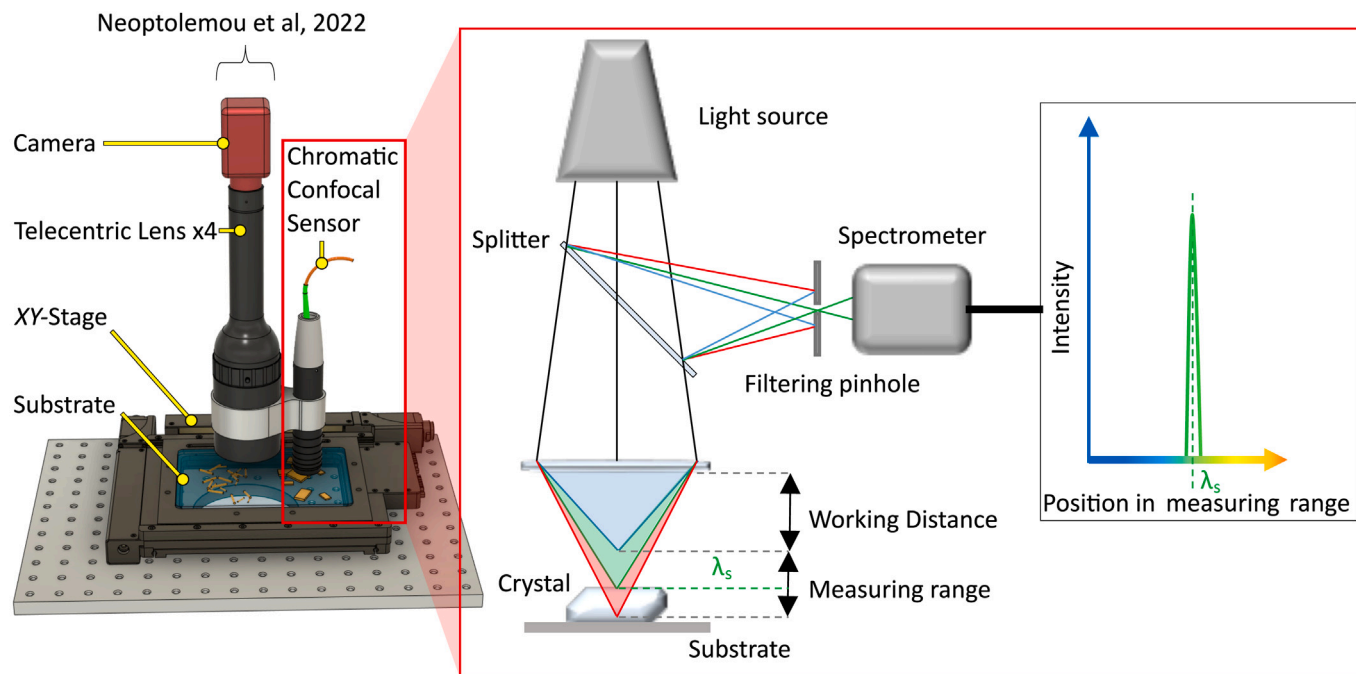 Neoptolemou et al, 2022
Camera
Telecentric Lens x4
XY-Stage
Substrate
Chromatic
Confocal
Sensor
Light source
Splitter
Spectrometer
Filtering pinhole
Working Distance
λs
Crystal
Measuring range
Substrate
Intensity
λs
Position in measuring range